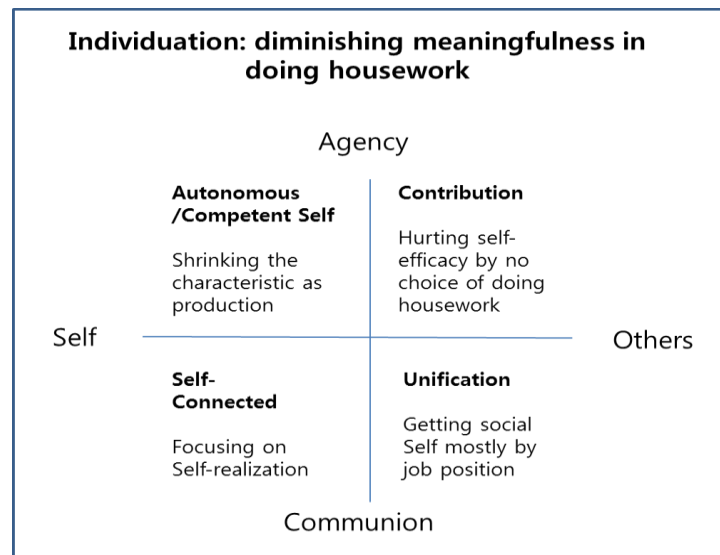 Individuation: diminishing meaningfulness in
doing housework
Agency
Autonomous
/Competent Self
Shrinking the
characteristic as
production
Contribution
Hurting self-
efficacy by no
choice of doing
housework
Self
Others
Self-
Connected
Focusing on
Self-realization
Unification
Getting social
Self mostly by
job position
Communion